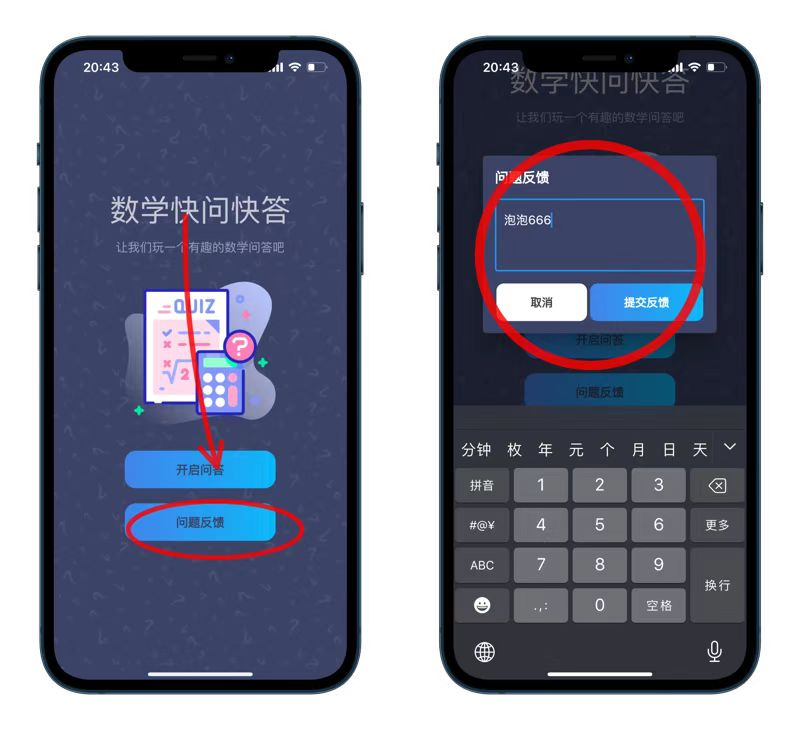 20:43
数学快问快答
让我们玩一个有趣的数学问答吧
QUIZ
√2
?
开启问答
问题反馈
20:43
数学快问快答
让我们玩一个有趣的数学问答吧
问题反馈
泡泡666
取消
提交反馈
开启问答
问题反馈
分钟 枚 年 元 个 月 日 天
拼音 1 2 3
#@¥ 4 5 6 更多
ABC 7 8 9 换行
.,: 0 空格